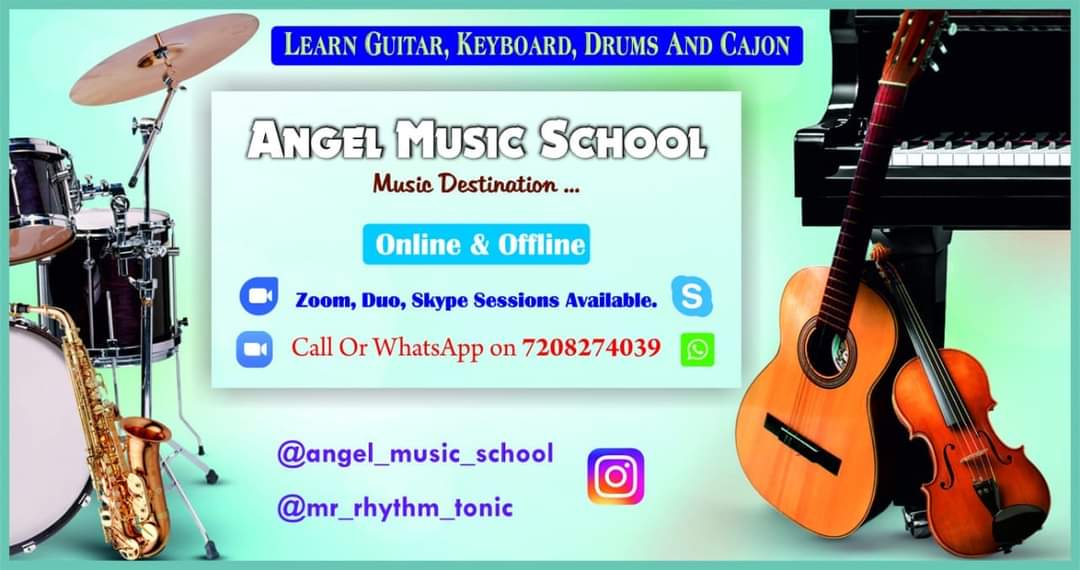 Learn Guitar, Keyboard, Drums And Cajon
Angel Music School
Music Destination ...
Online & Offline
Zoom, Duo, Skype Sessions Available.
S
Call Or WhatsApp on 7208274039
@angel_music_school
@mr_rhythm_tonic